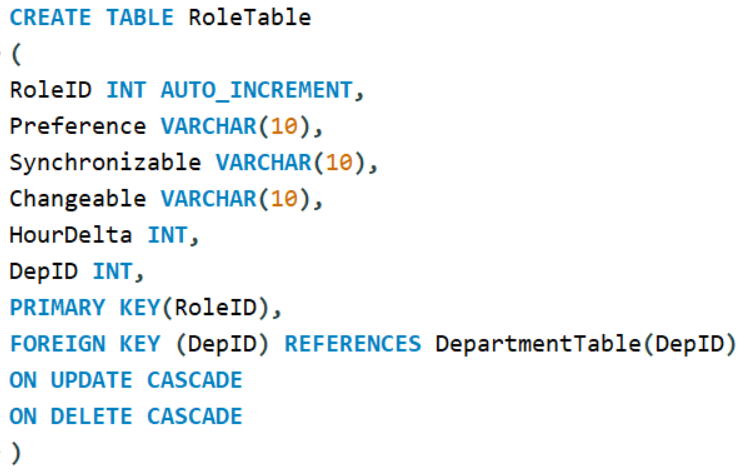 CREATE TABLE RoleTable
(
RoleID INT AUTO_INCREMENT,
Preference VARCHAR(10),
Synchronizable VARCHAR(10),
Changeable VARCHAR(10),
HourDelta INT,
DepID INT,
PRIMARY KEY(RoleID),
FOREIGN KEY (DepID) REFERENCES DepartmentTable(DepID)
ON UPDATE CASCADE
ON DELETE CASCADE
)